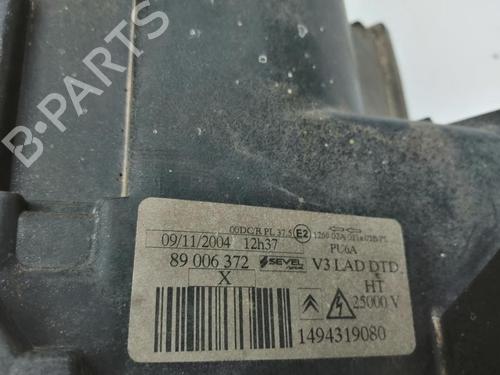 B-PARTS
00DC/R PL 37.5 E2
09/11/2004 12h37 PU6A
89 006 372 SEVEL V3 LAD DTD
X HT
25000 V
1494319080